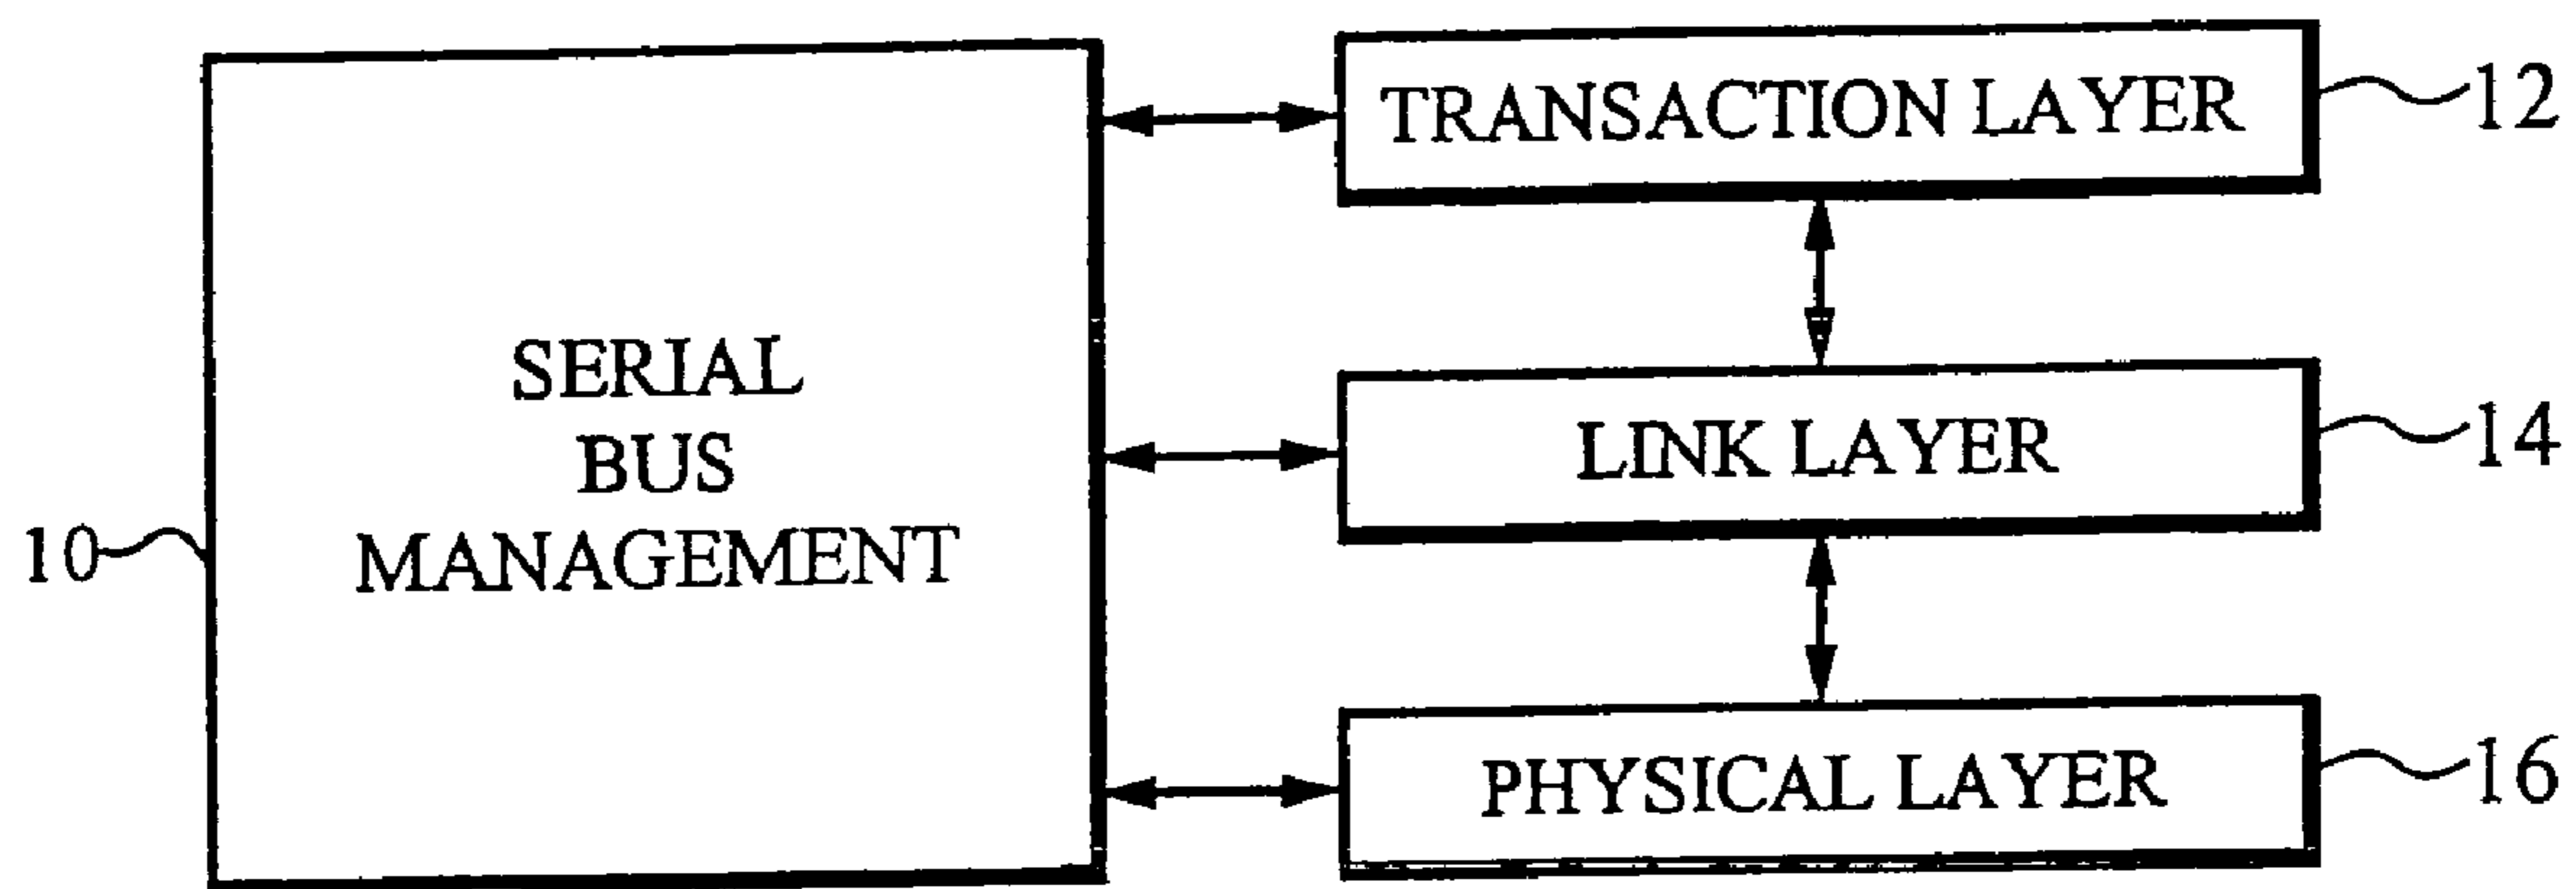 TRANSACTION LAYER
12
SERIAL
BUS
MANAGEMENT
LINK LAYER
14
10
PHYSICAL LAYER
16